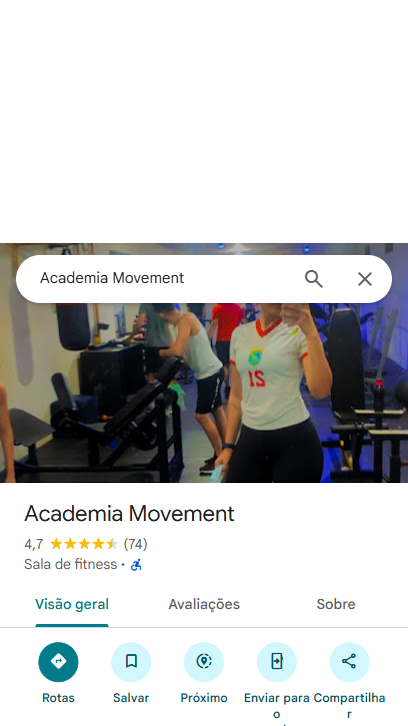 Academia Movement
15
Academia Movement
4,7 (74)
Sala de fitness ·
Visão geral Avaliações Sobre
Rotas Salvar Próximo Enviar para o Compartilhar